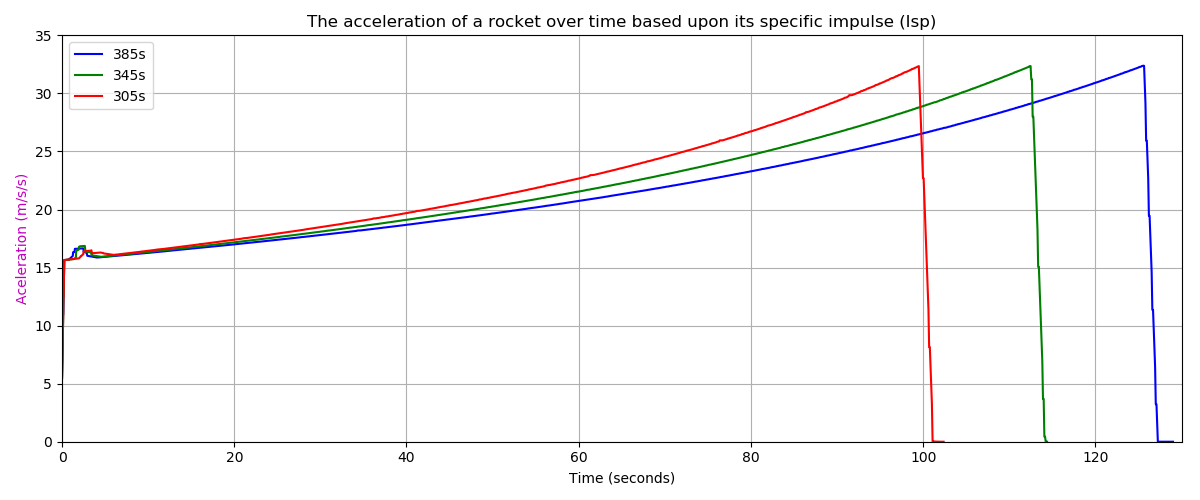 The acceleration of a rocket over time based upon its specific impulse (Isp)
35
30
25
20
15
10
5
0
Aceleration (m/s/s)
385s
345s
305s
0 20 40 60 80 100 120
Time (seconds)